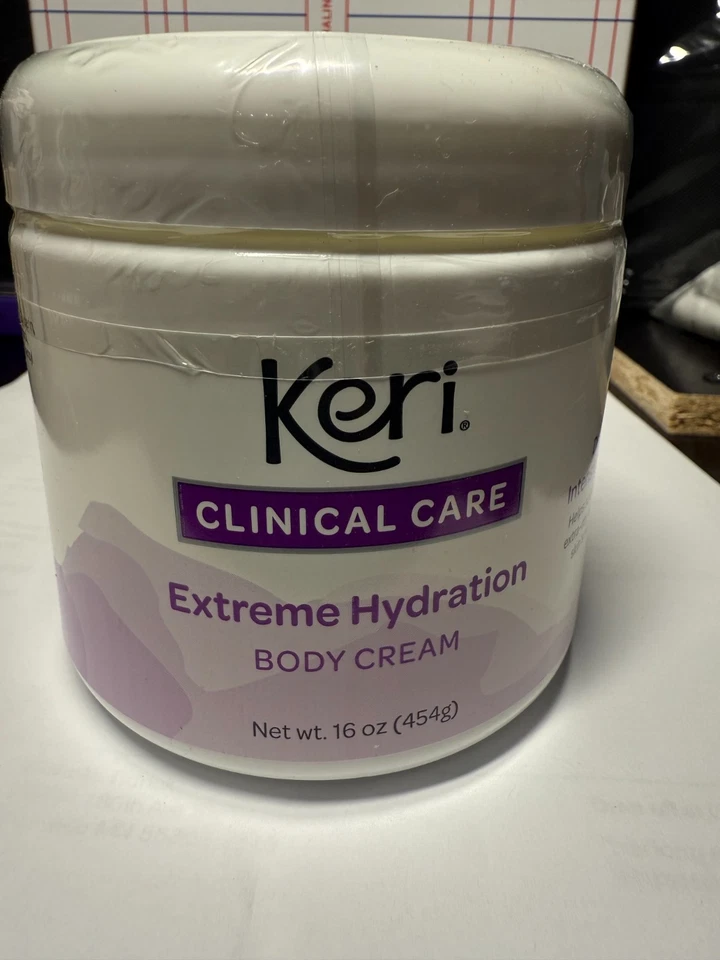 Keri®
CLINICAL CARE
Extreme Hydration
BODY CREAM
Net wt. 16 oz (454g)